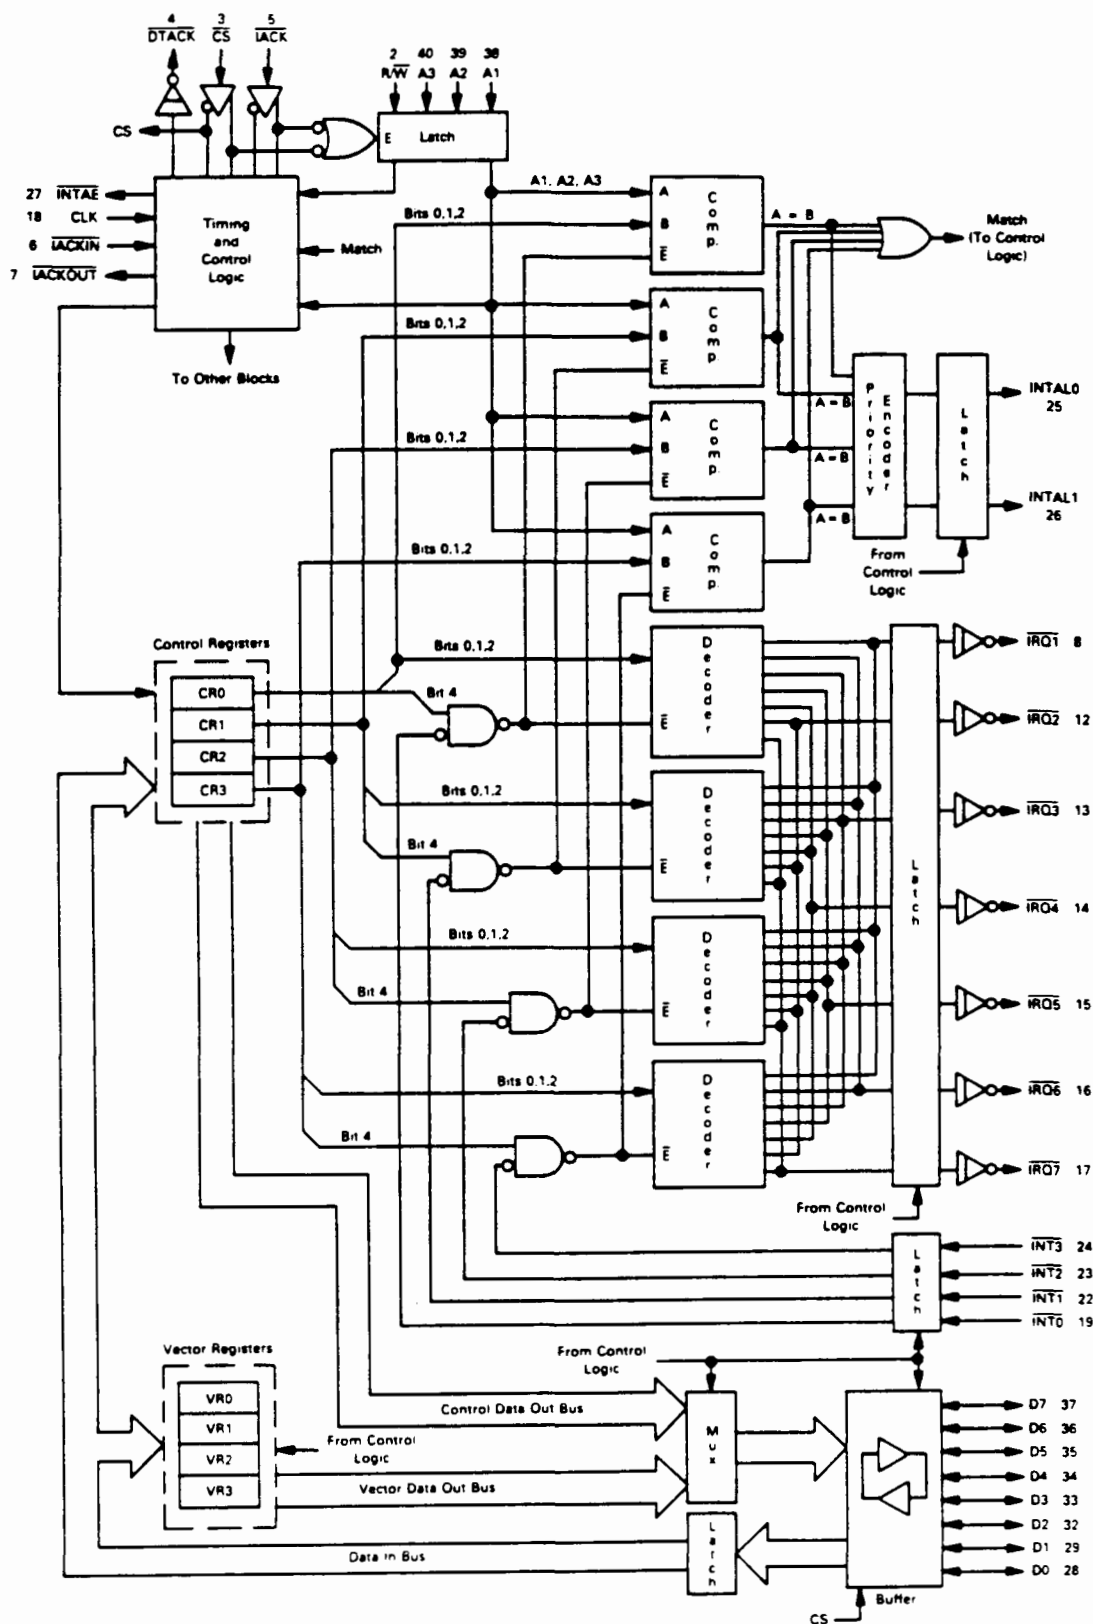 4 3 5
DTACK CS IACK
2 40 39 38
R/W A3 A2 A1
CS
E Latch
27 INTAE
18 CLK
6 IACKIN
7 IACKOUT
Timing
and
Control
Logic
Match
To Other Blocks
A1, A2, A3
Bits 0,1,2
A
B
E
Comp.
A = B
Match
(To Control
Logic)
Bits 0,1,2
A
B
E
Comp.
A = B
Bits 0,1,2
A
B
E
Comp.
A = B
Bits 0,1,2
A
B
E
Comp.
A = B
Priority
Encoder
Latch
INTAL0
25
INTAL1
26
From
Control
Logic
Control Registers
CR0
CR1
CR2
CR3
Bits 0,1,2
Bit 4
E
Decoder
Bits 0,1,2
Bit 4
E
Decoder
Bits 0,1,2
Bit 4
E
Decoder
Bits 0,1,2
Bit 4
E
Decoder
Latch
IRQ1 8
IRQ2 12
IRQ3 13
IRQ4 14
IRQ5 15
IRQ6 16
IRQ7 17
From Control
Logic
Latch
INT3 24
INT2 23
INT1 22
INT0 19
From Control
Logic
Vector Registers
VR0
VR1
VR2
VR3
From Control
Logic
Control Data Out Bus
Vector Data Out Bus
Data in Bus
Mux
Latch
D7 37
D6 36
D5 35
D4 34
D3 33
D2 32
D1 29
D0 28
Buffer
CS